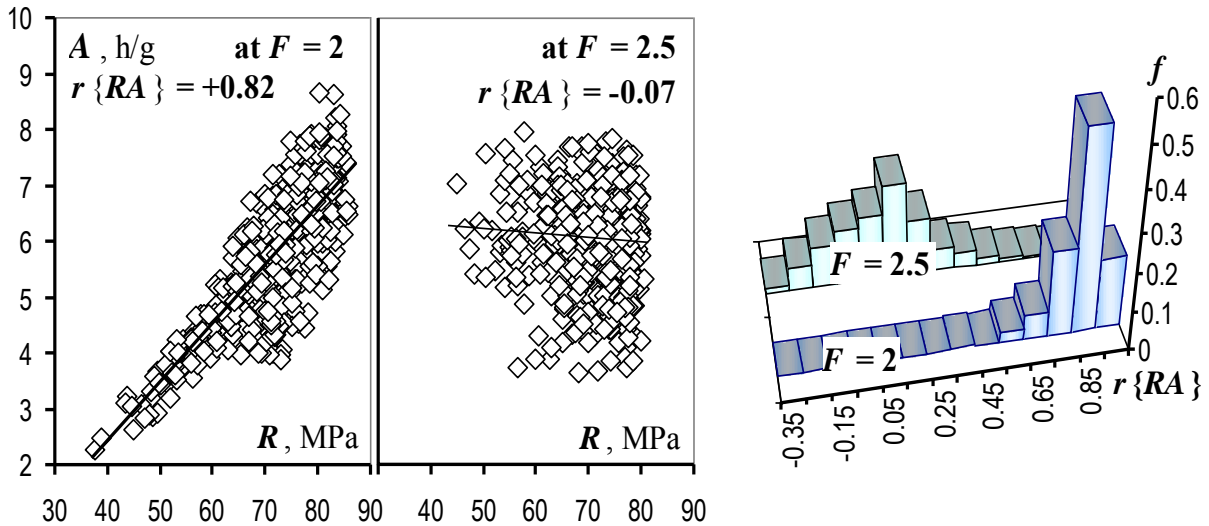 A , h/g
at F = 2
r {RA } = +0.82
at F = 2.5
r {RA } = -0.07
10
9
8
7
6
5
4
3
2
R , MPa
R , MPa
30 40 50 60 70 80 90
30 40 50 60 70 80 90
f
0.6
0.5
0.4
0.3
0.2
0.1
0
F = 2.5
F = 2
r {RA }
-0.35
-0.15
0.05
0.25
0.45
0.65
0.85